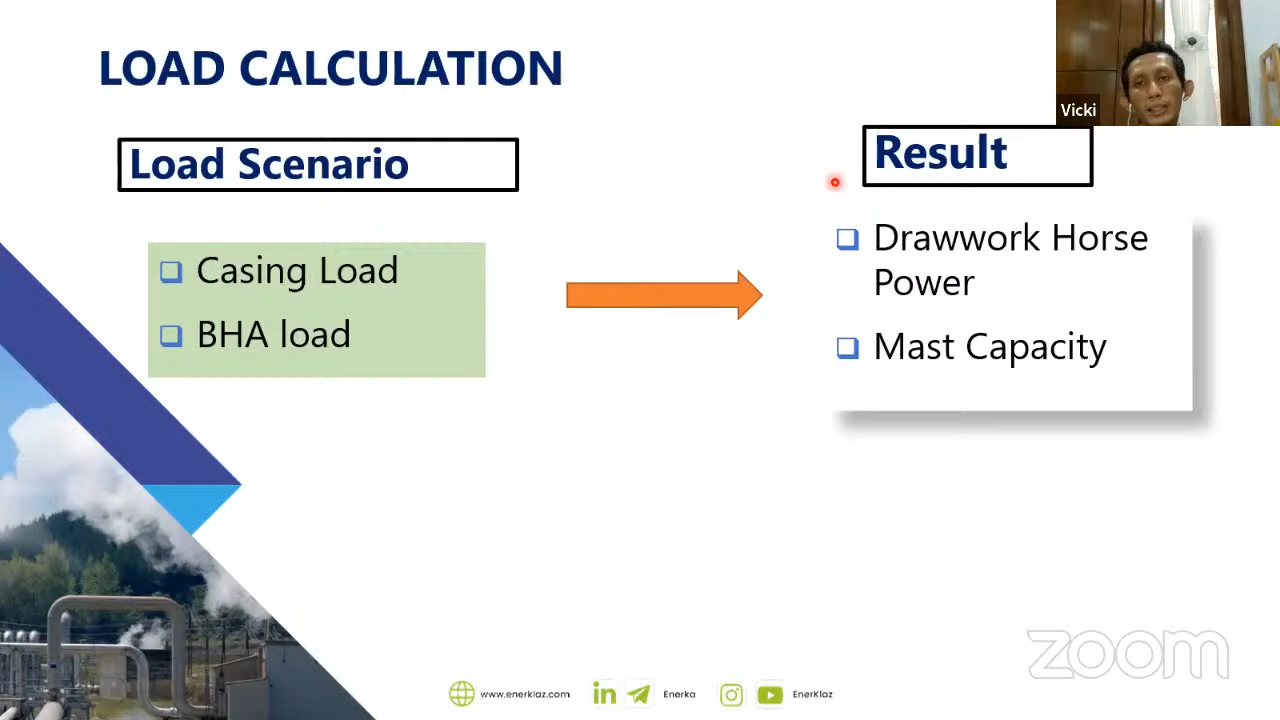 LOAD CALCULATION
Vicki
Load Scenario
Result
Casing Load
BHA load
Drawwork Horse
Power
Mast Capacity
zoom
www.enerklaz.com
Enerka
EnerKlaz